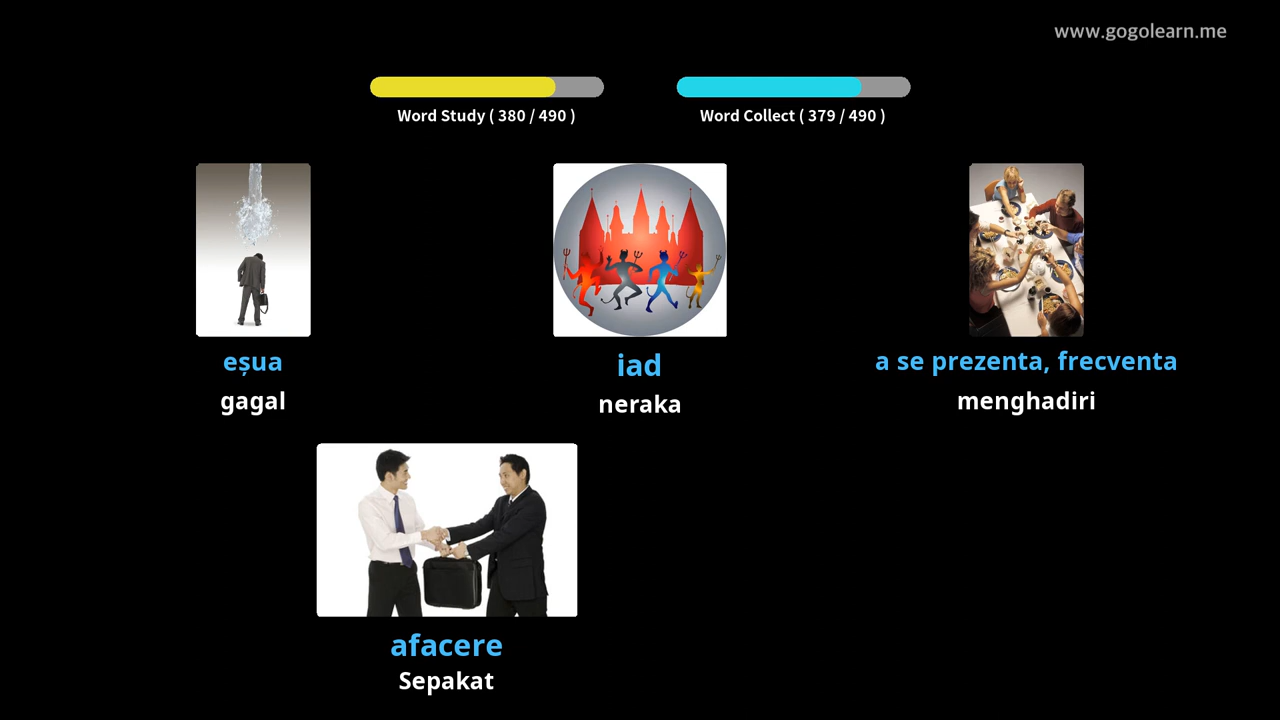 www.gogolearn.me
Word Study ( 380 / 490 )
Word Collect ( 379 / 490 )
eșua
gagal
iad
neraka
a se prezenta, frecventa
menghadiri
afacere
Sepakat